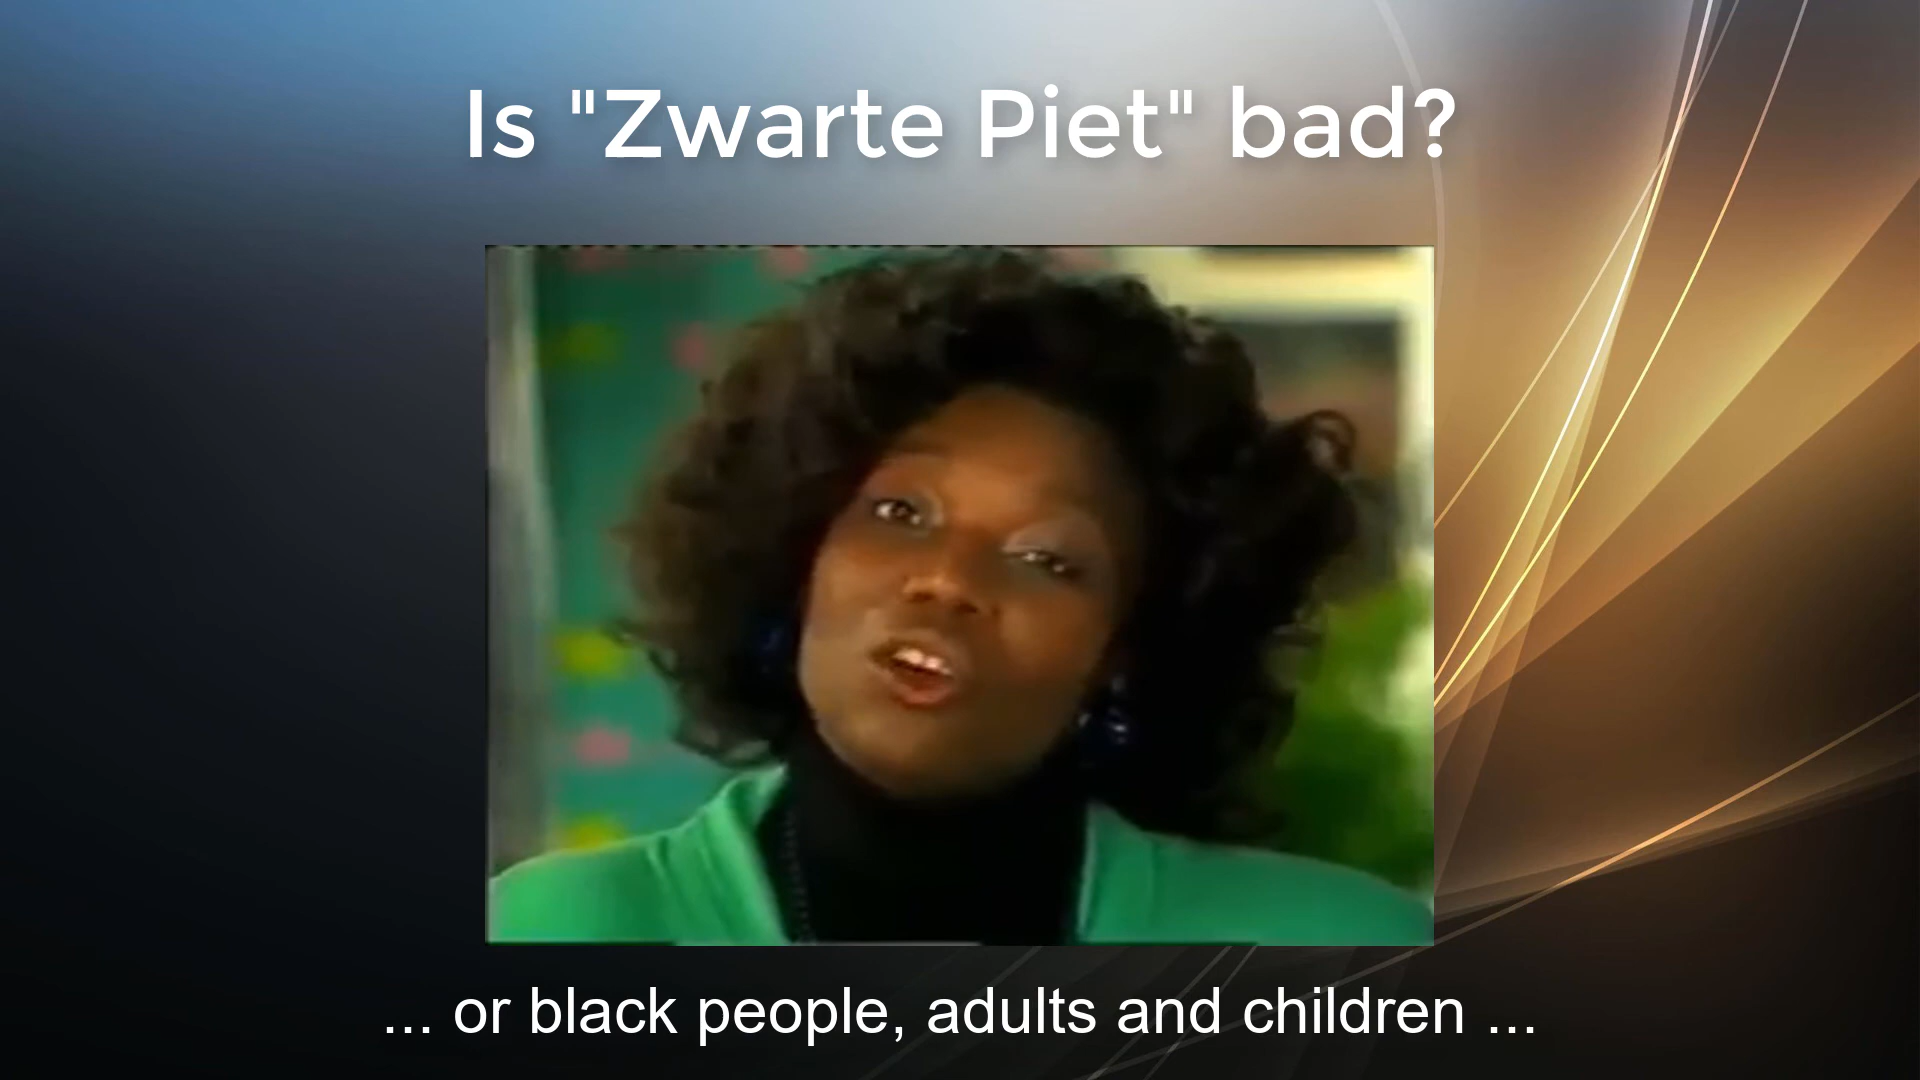 Is "Zwarte Piet" bad?
... or black people, adults and children ...